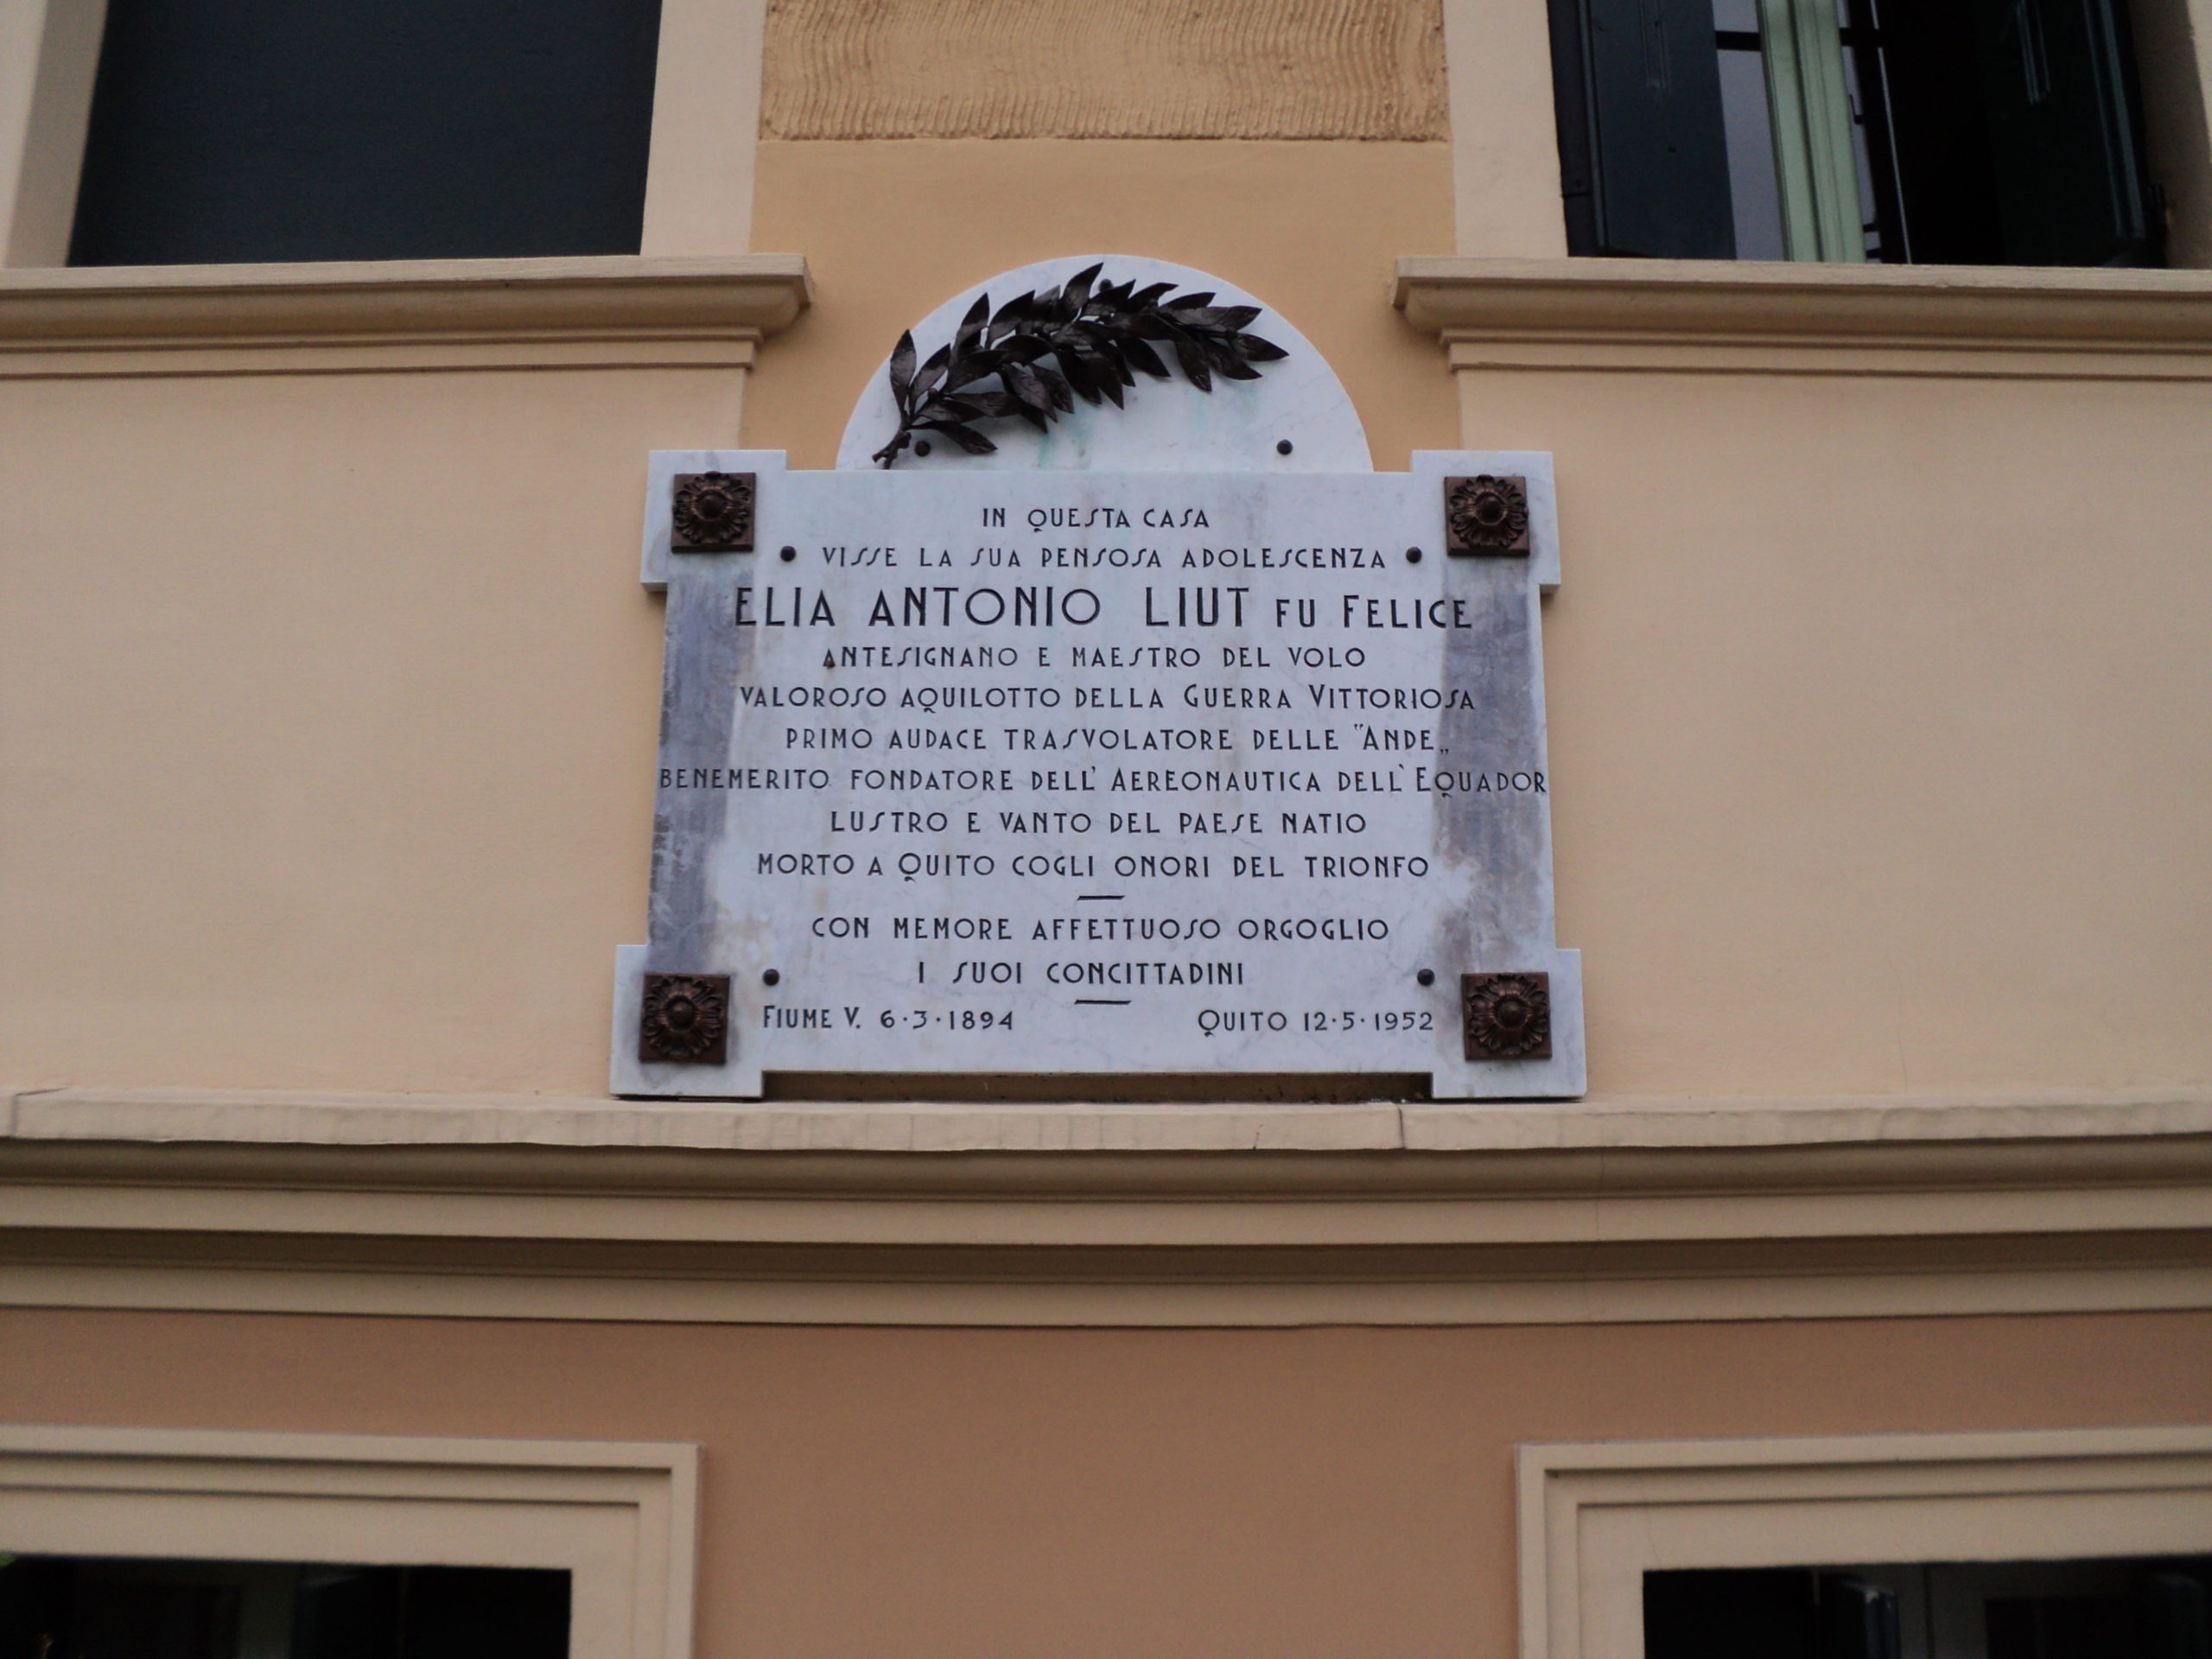 IN QUESTA CASA
VISSE LA SUA PENSOSA ADOLESCENZA
ELIA ANTONIO LIUT FU FELICE
ANTESIGNANO E MAESTRO DEL VOLO
VALOROSO AQUILOTTO DELLA GUERRA VITTORIOSA
PRIMO AUDACE TRASVOLATORE DELLE "ANDE„
BENEMERITO FONDATORE DELL' AEREONAUTICA DELL'EQUADOR
LUSTRO E VANTO DEL PAESE NATIO
MORTO A QUITO COGLI ONORI DEL TRIONFO
CON MEMORE AFFETTUOSO ORGOGLIO
I SUOI CONCITTADINI
FIUME V. 6·3·1894 QUITO 12·5·1952